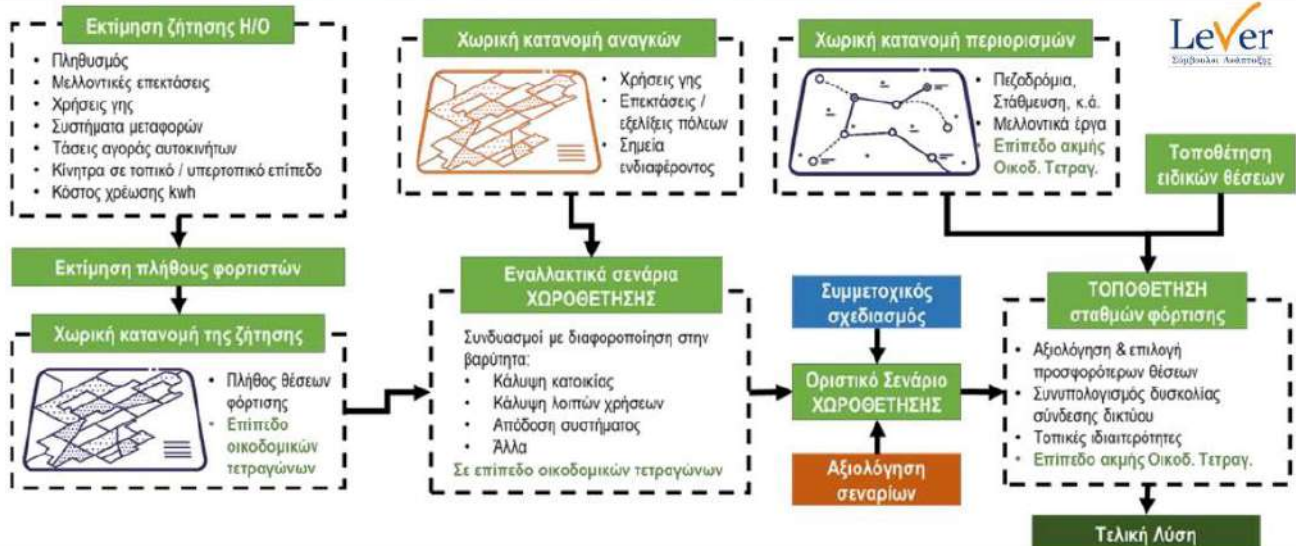 Εκτίμηση ζήτησης Η/Ο
• Πληθυσμός
• Μελλοντικές επεκτάσεις
• Χρήσεις γης
• Συστήματα μεταφορών
• Τάσεις αγοράς αυτοκινήτων
• Κίνητρα σε τοπικό / υπερτοπικό επίπεδο
• Κόστος χρέωσης kwh
Εκτίμηση πλήθους φορτιστών
Χωρική κατανομή της ζήτησης
• Πλήθος θέσεων
φόρτισης
• Επίπεδο
οικοδομικών
τετραγώνων
Χωρική κατανομή αναγκών
• Χρήσεις γης
• Επεκτάσεις /
εξελίξεις πόλεων
• Σημεία
ενδιαφέροντος
Εναλλακτικά σενάρια
ΧΩΡΟΘΕΤΗΣΗΣ
Συνδυασμοί με διαφοροποίηση στην
βαρύτητα:
• Κάλυψη κατοικίας
• Κάλυψη λοιπών χρήσεων
• Απόδοση συστήματος
• Άλλα
Σε επίπεδο οικοδομικών τετραγώνων
Χωρική κατανομή περιορισμών
• Πεζοδρόμια,
Στάθμευση, κ.ά.
• Μελλοντικά έργα
• Επίπεδο ακμής
Οικοδ. Τετραγ.
LeVer
Σύμβουλοι Ανάπτυξης
Τοποθέτηση
ειδικών θέσεων
Συμμετοχικός
σχεδιασμός
Οριστικό Σενάριο
ΧΩΡΟΘΕΤΗΣΗΣ
Αξιολόγηση
σεναρίων
ΤΟΠΟΘΕΤΗΣΗ
σταθμών φόρτισης
• Αξιολόγηση & επιλογή
προσφορότερων θέσεων
• Συνυπολογισμός δυσκολίας
σύνδεσης δικτύου
• Τοπικές ιδιαιτερότητες
• Επίπεδο ακμής Οικοδ. Τετραγ.
Τελική Λύση